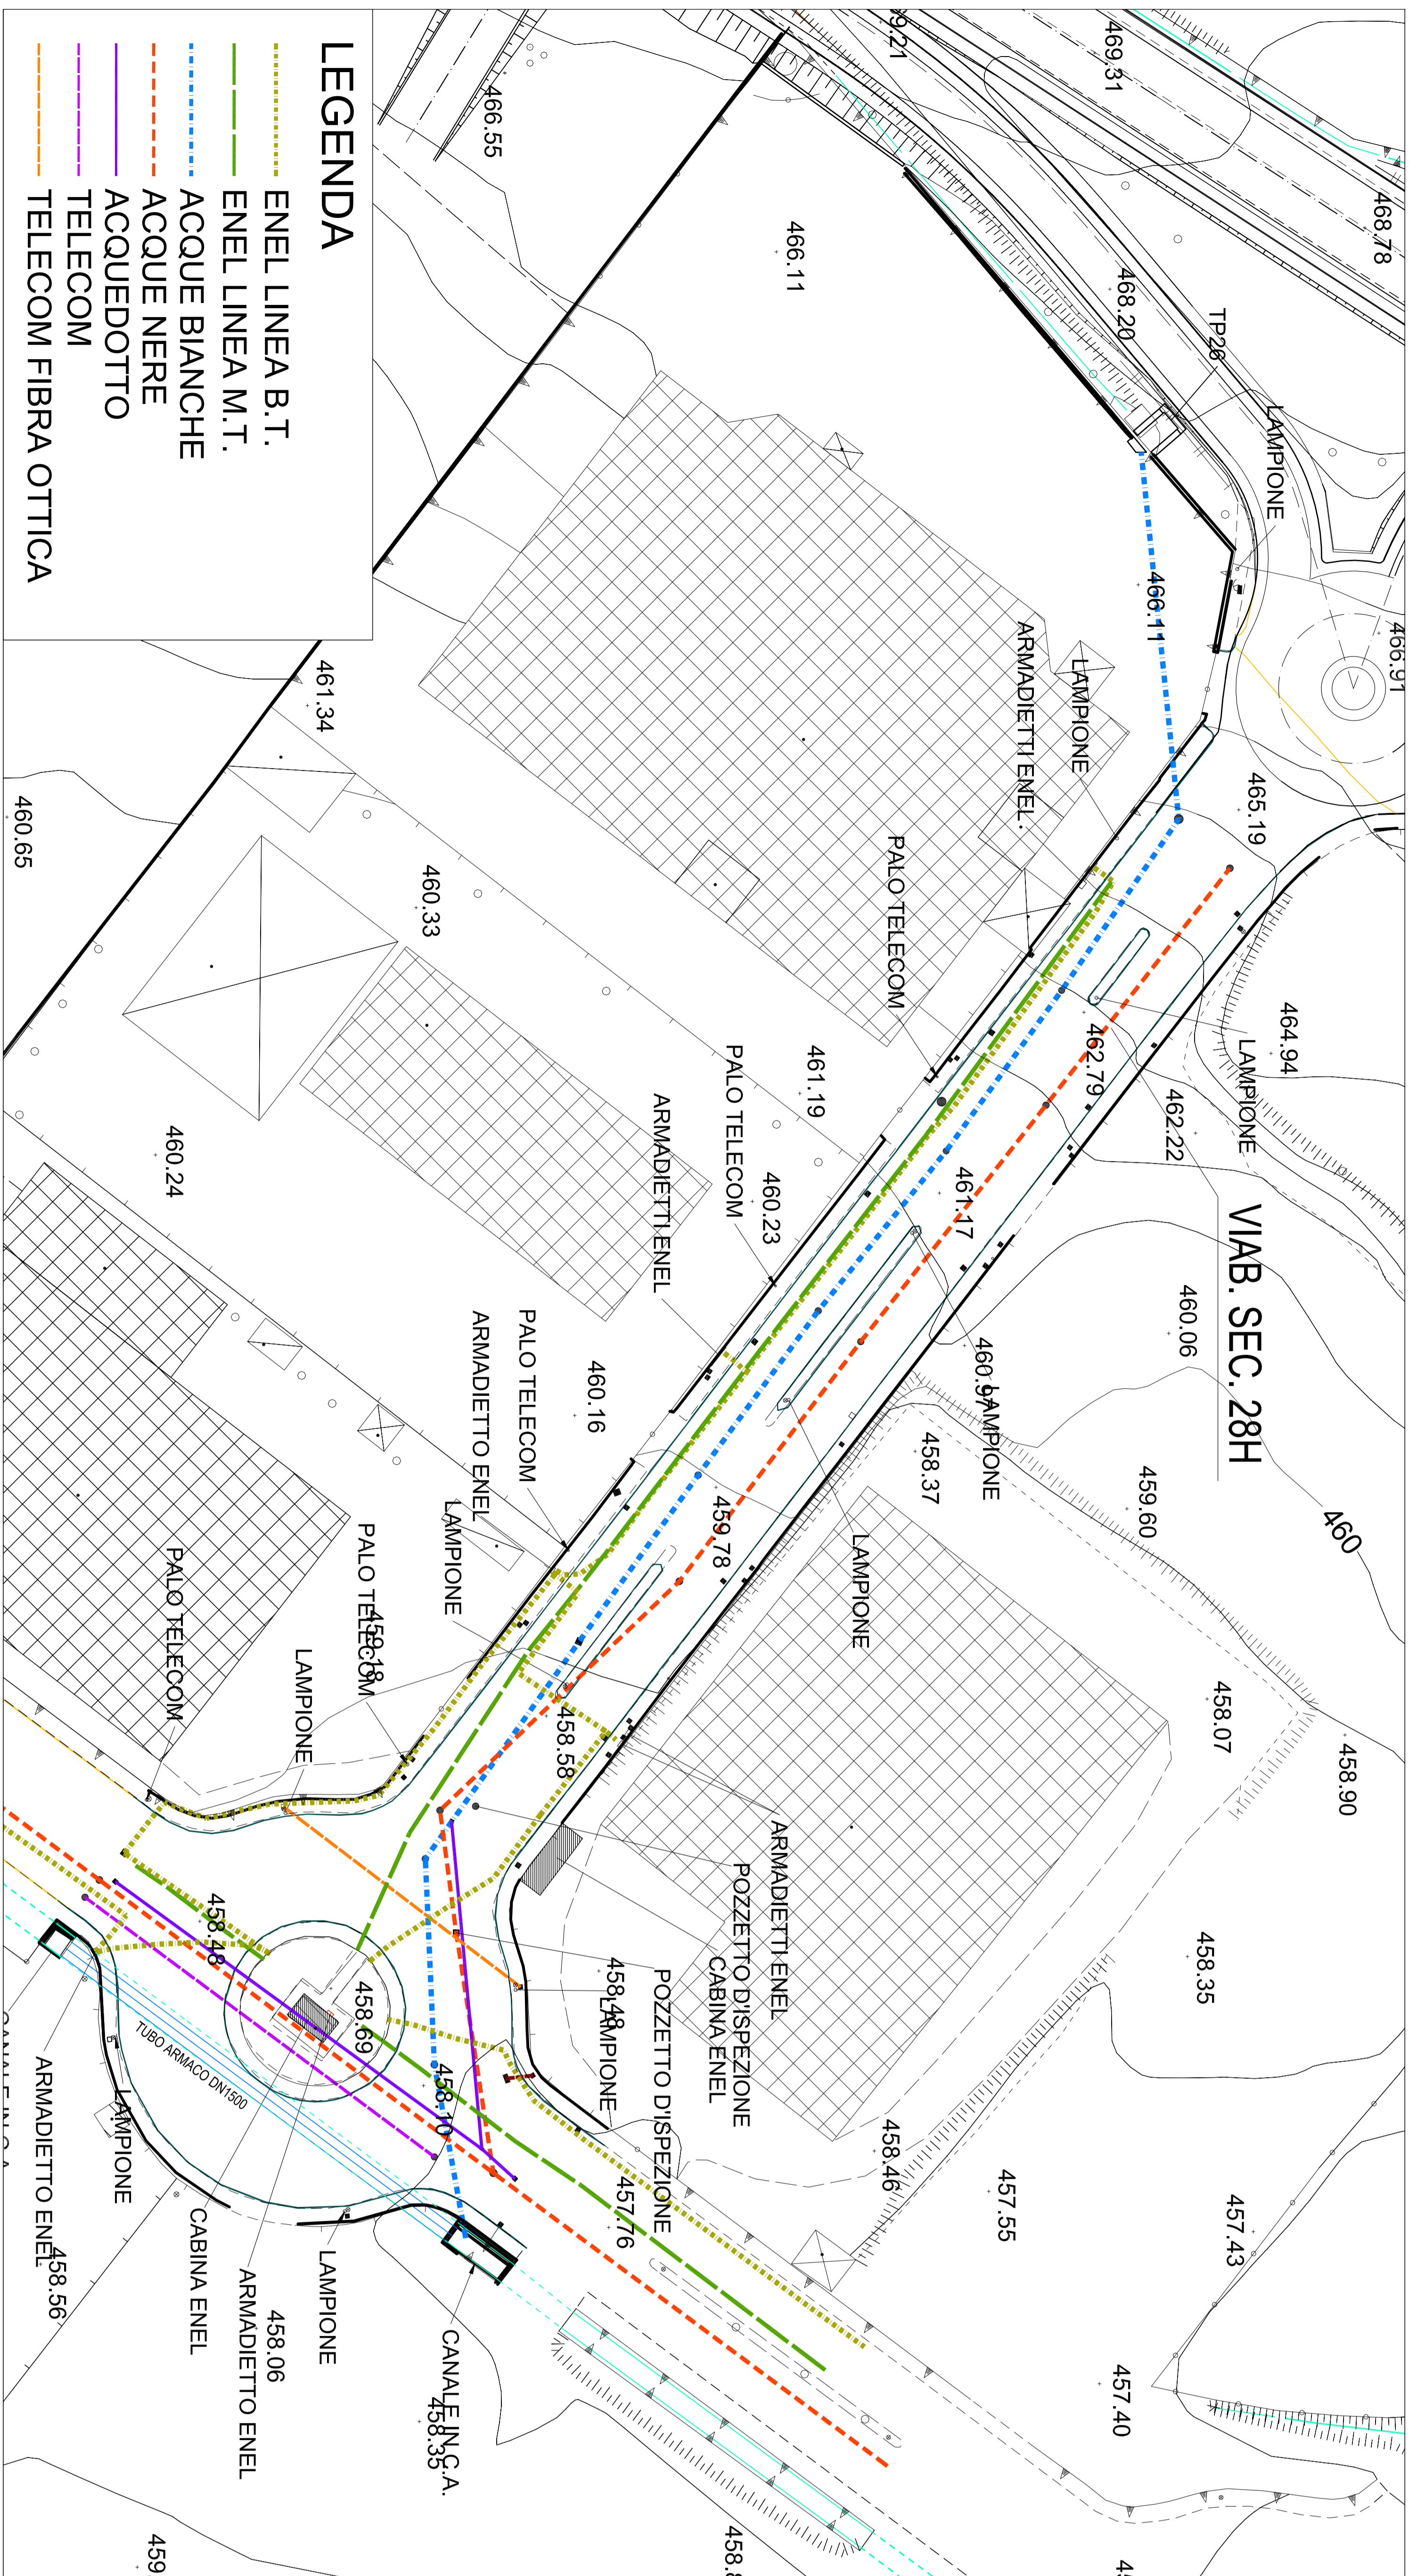 LEGENDA
ENEL LINEA B.T.
ENEL LINEA M.T.
ACQUE BIANCHE
ACQUE NERE
ACQUEDOTTO
TELECOM
TELECOM FIBRA OTTICA
469.31
468.78
466.55
466.11
468.20
TP26
LAMPIONE
466.11
466.91
LAMPIONE
ARMADIETTI ENEL
461.34
460.65
465.19
PALO TELECOM
460.33
464.94
LAMPIONE
462.79
462.22
461.19
PALO TELECOM
ARMADIETTI ENEL
460.24
461.17
460.23
VIAB. SEC. 28H
460.06
460.97
LAMPIONE
PALO TELECOM
ARMADIETTO ENEL
460.16
458.37
459.60
460
LAMPIONE
459.78
LAMPIONE
PALO TELECOM
459.18
PALO TELECOM
LAMPIONE
458.58
458.07
458.90
ARMADIETTI ENEL
POZZETTO D'ISPEZIONE
CABINA ENEL
458.48
458.48
LAMPIONE
POZZETTO D'ISPEZIONE
458.35
458.69
TUBO ARMACO DN1500
458.10
ARMADIETTO ENEL
LAMPIONE
458.46
457.76
457.55
457.43
CABINA ENEL
ARMADIETTO ENEL
458.06
LAMPIONE
458.56
CANALE IN C.A.
458.35
457.40
459